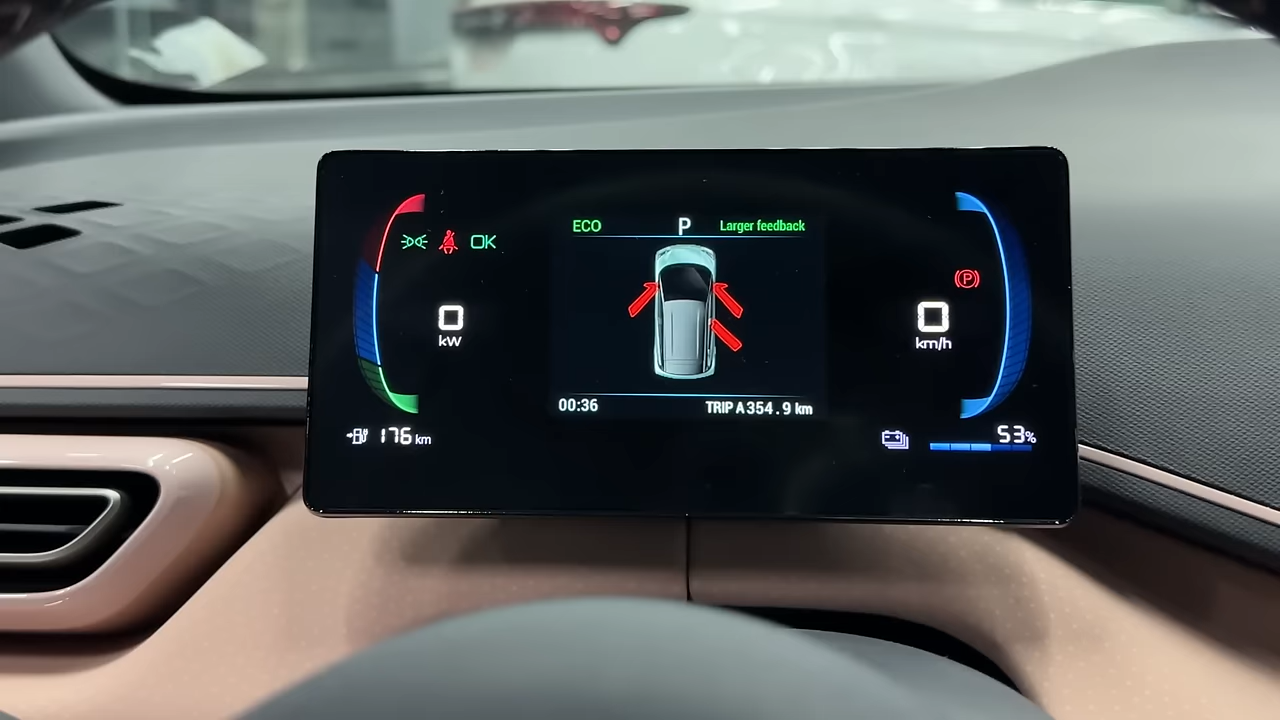 ECO P Larger feedback
OK
P
0
kW
0
km/h
00:36 TRIP A 354.9 km
176 km
53%